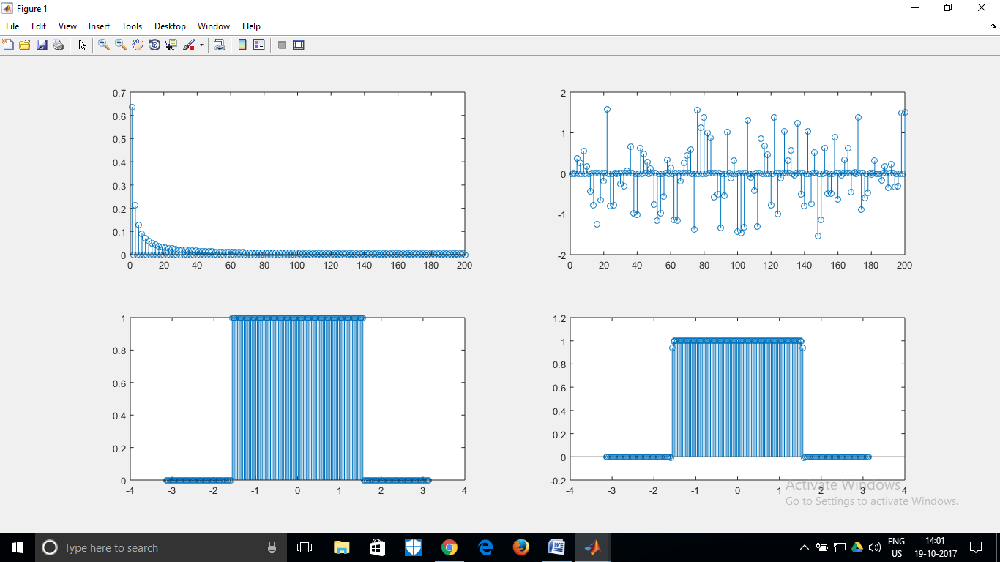 Figure 1
File Edit View Insert Tools Desktop Window Help
0.7
0.6
0.5
0.4
0.3
0.2
0.1
0
0 20 40 60 80 100 120 140 160 180 200
2
1
0
-1
-2
0 20 40 60 80 100 120 140 160 180 200
1
0.8
0.6
0.4
0.2
0
-4 -3 -2 -1 0 1 2 3 4
1.2
1
0.8
0.6
0.4
0.2
0
-0.2
-4 -3 -2 -1 0 1 2 3 4
Activate Windows
Go to Settings to activate Windows.
Type here to search
ENG 14:01
US 19-10-2017